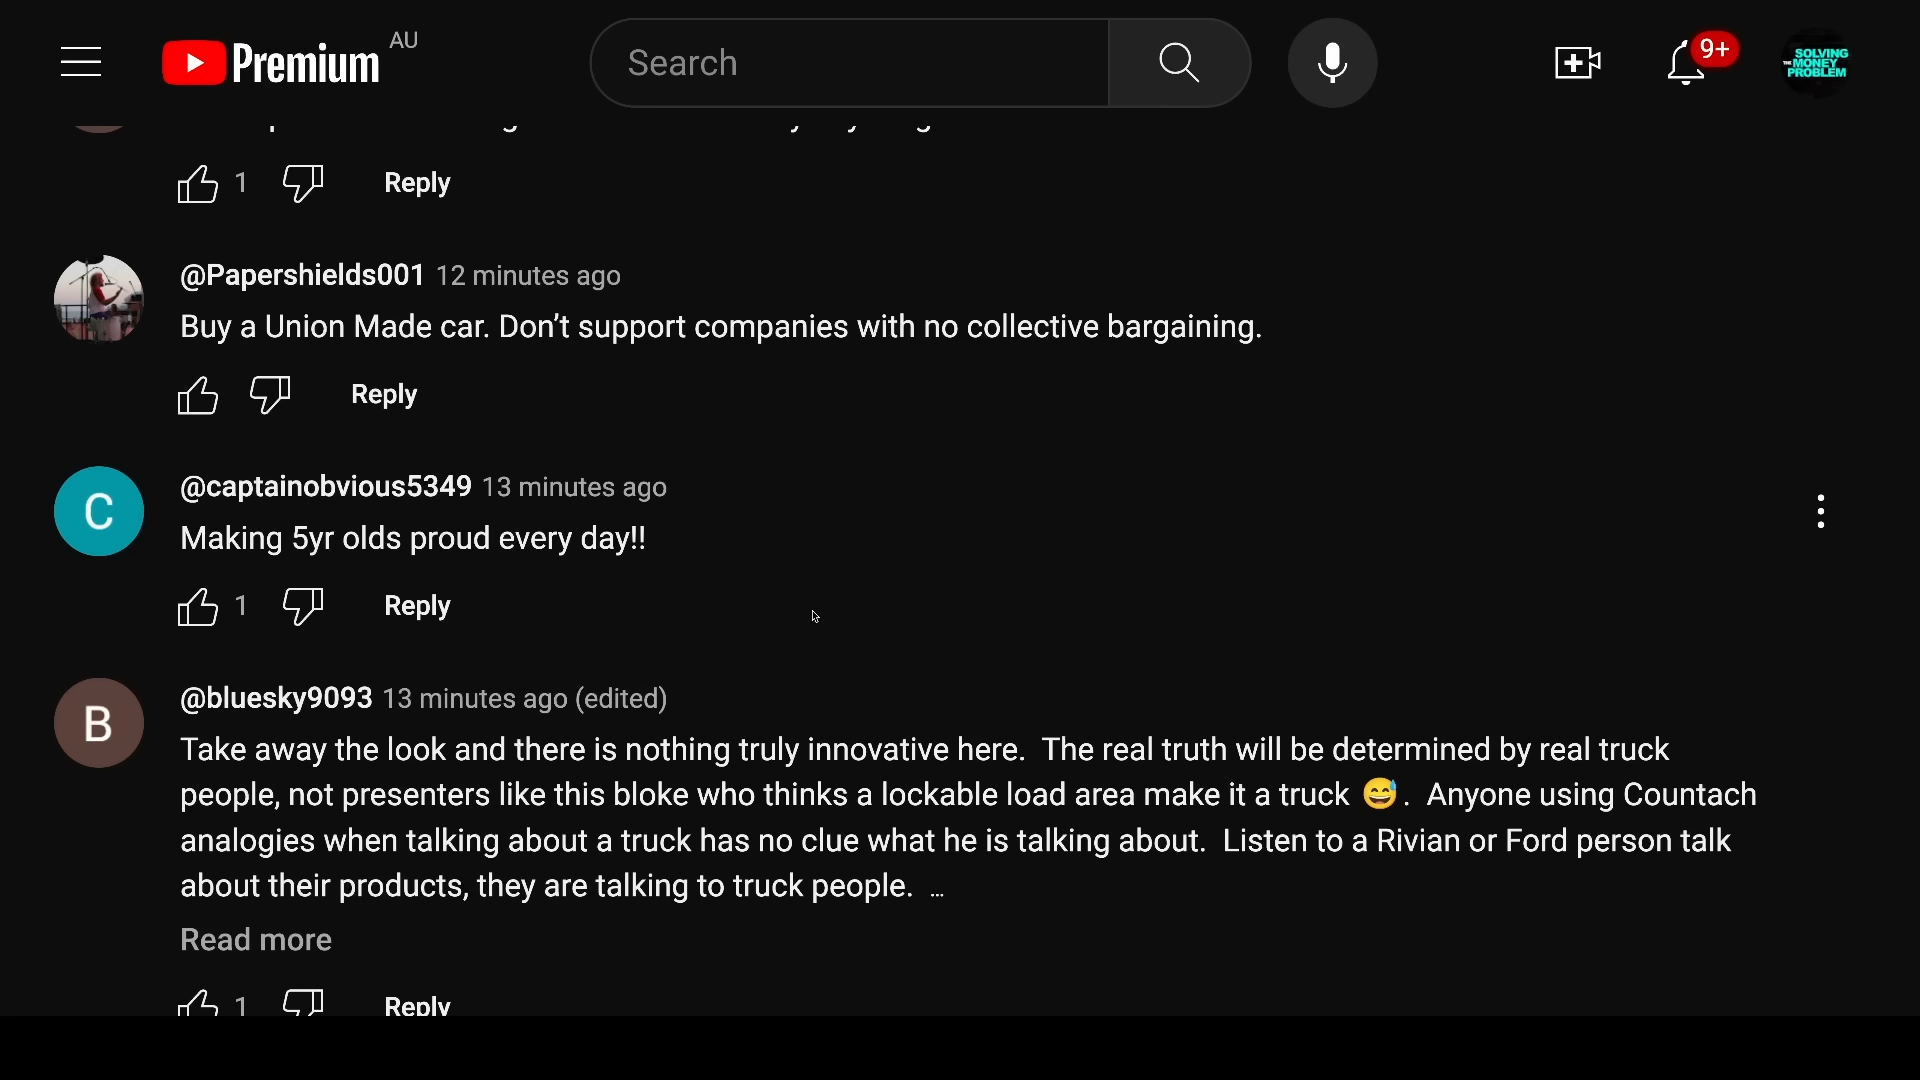 Premium AU
Search
9+
SOLVING
THE MONEY
PROBLEM
1 Reply
@Papershields001 12 minutes ago
Buy a Union Made car. Don’t support companies with no collective bargaining.
Reply
C
@captainobvious5349 13 minutes ago
Making 5yr olds proud every day!!
1 Reply
B
@bluesky9093 13 minutes ago (edited)
Take away the look and there is nothing truly innovative here. The real truth will be determined by real truck
people, not presenters like this bloke who thinks a lockable load area make it a truck 😅. Anyone using Countach
analogies when talking about a truck has no clue what he is talking about. Listen to a Rivian or Ford person talk
about their products, they are talking to truck people. ...
Read more
1 Reply